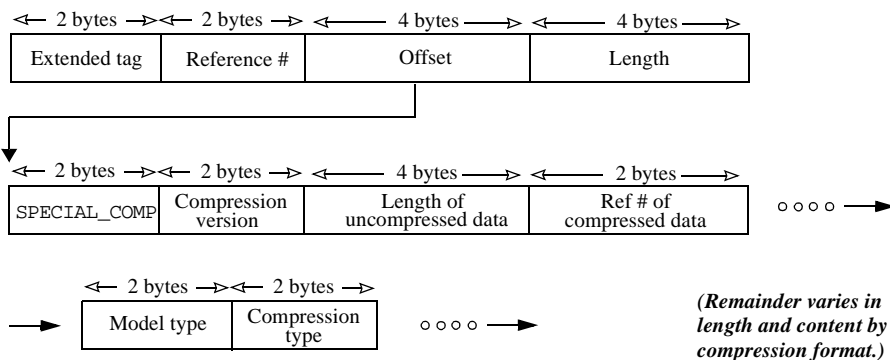 2 bytes 2 bytes 4 bytes 4 bytes
Extended tag Reference # Offset Length
2 bytes 2 bytes 4 bytes 2 bytes
SPECIAL_COMP Compression version Length of uncompressed data Ref # of compressed data
2 bytes 2 bytes
Model type Compression type
(Remainder varies in
length and content by
compression format.)